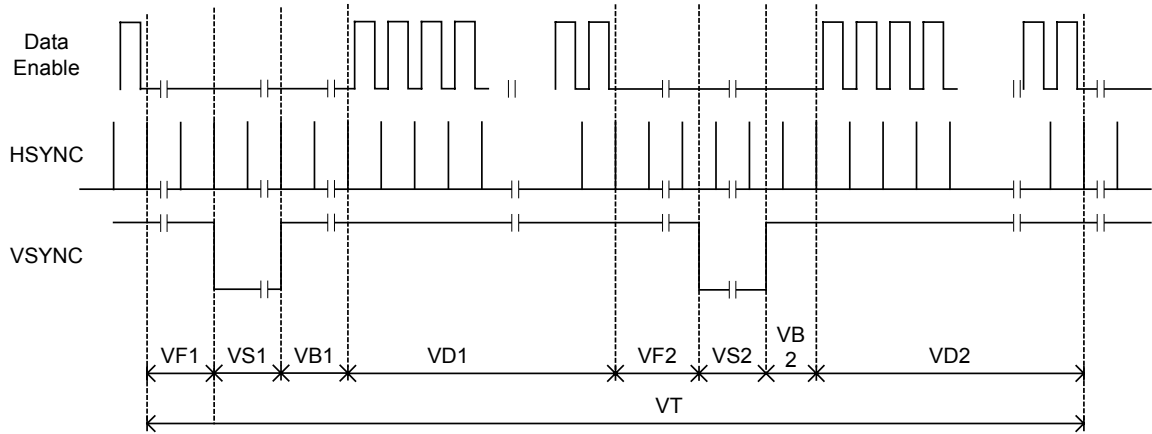 Data
Enable
HSYNC
VSYNC
VF1
VS1
VB1
VD1
VF2
VS2
VB
2
VD2
VT